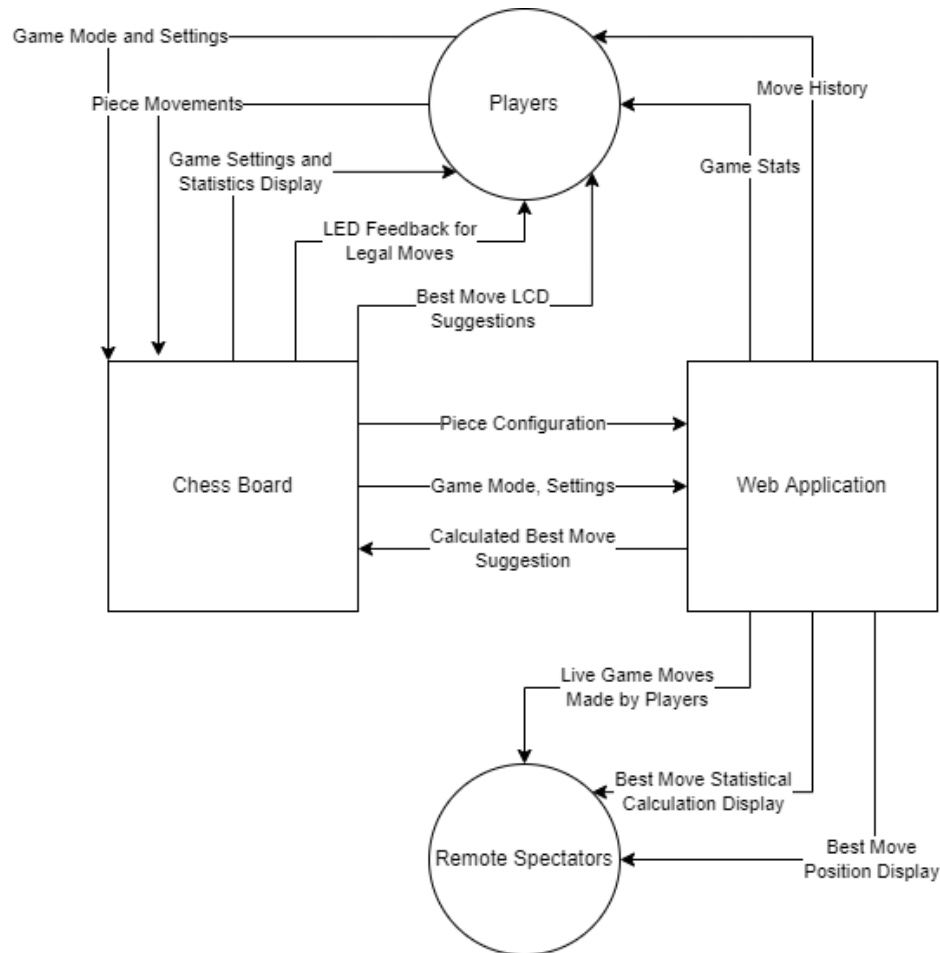 Game Mode and Settings
Players
Move History
Piece Movements
Game Settings and
Statistics Display
Game Stats
LED Feedback for
Legal Moves
Best Move LCD
Suggestions
Piece Configuration
Chess Board
Game Mode, Settings
Web Application
Calculated Best Move
Suggestion
Live Game Moves
Made by Players
Best Move Statistical
Calculation Display
Remote Spectators
Best Move
Position Display